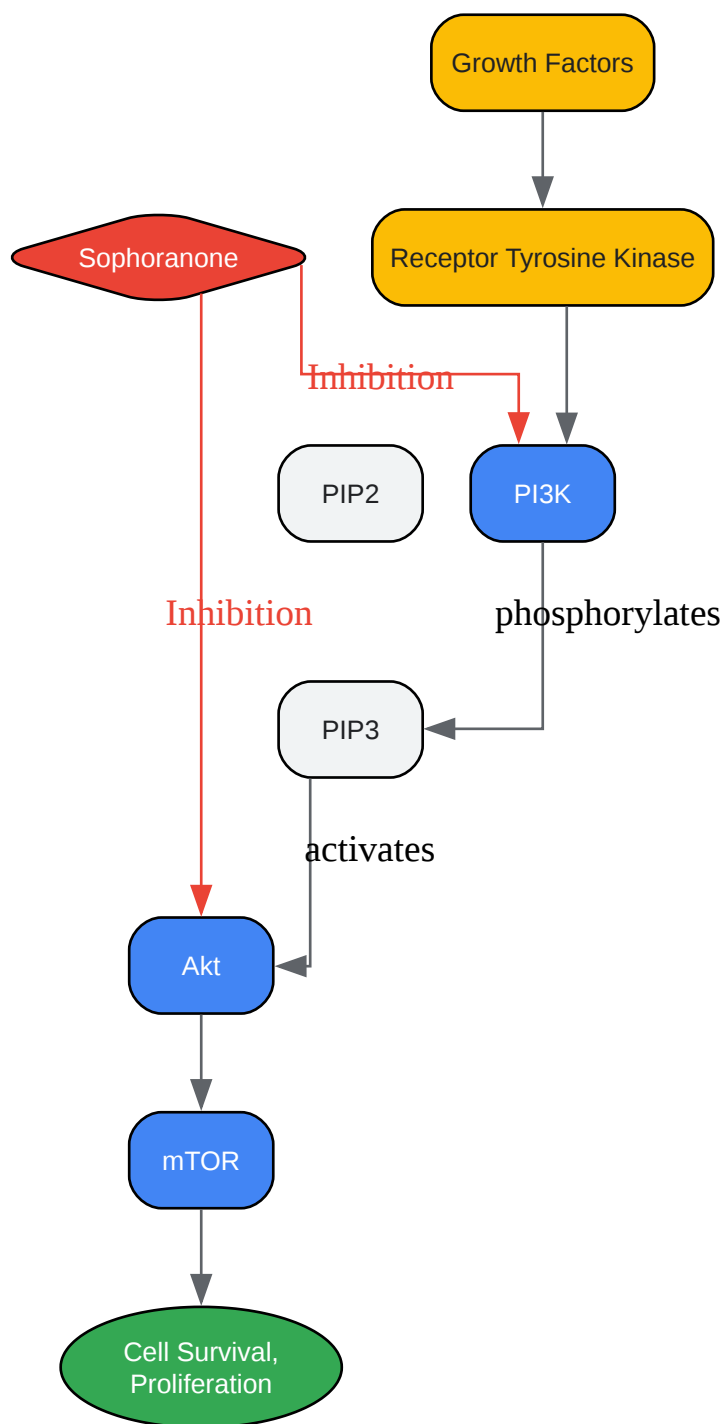 Growth Factors
Sophoranone
Receptor Tyrosine Kinase
Inhibition
PIP2
PI3K
Inhibition
phosphorylates
PIP3
activates
Akt
mTOR
Cell Survival,
Proliferation